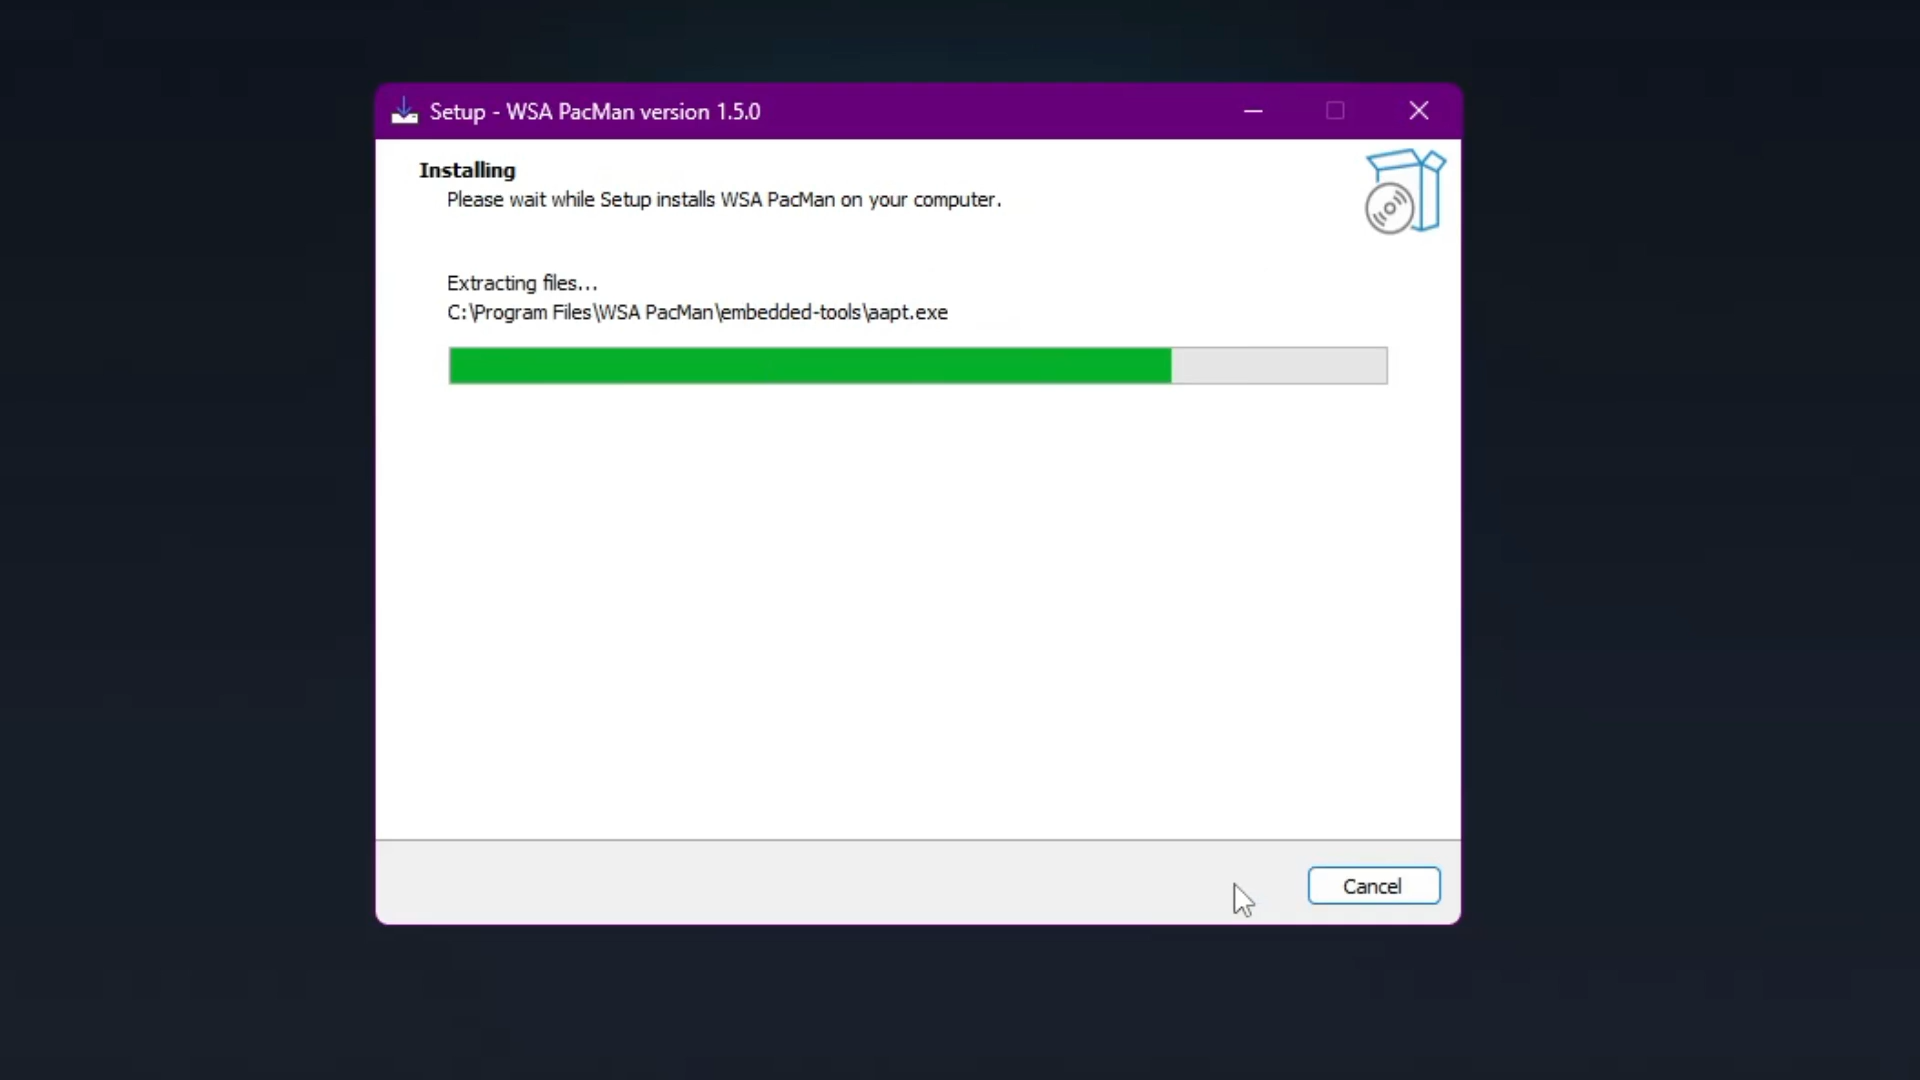 Setup - WSA PacMan version 1.5.0
Installing
Please wait while Setup installs WSA PacMan on your computer.
Extracting files...
C:\Program Files\WSA PacMan\embedded-tools\aapt.exe
Cancel